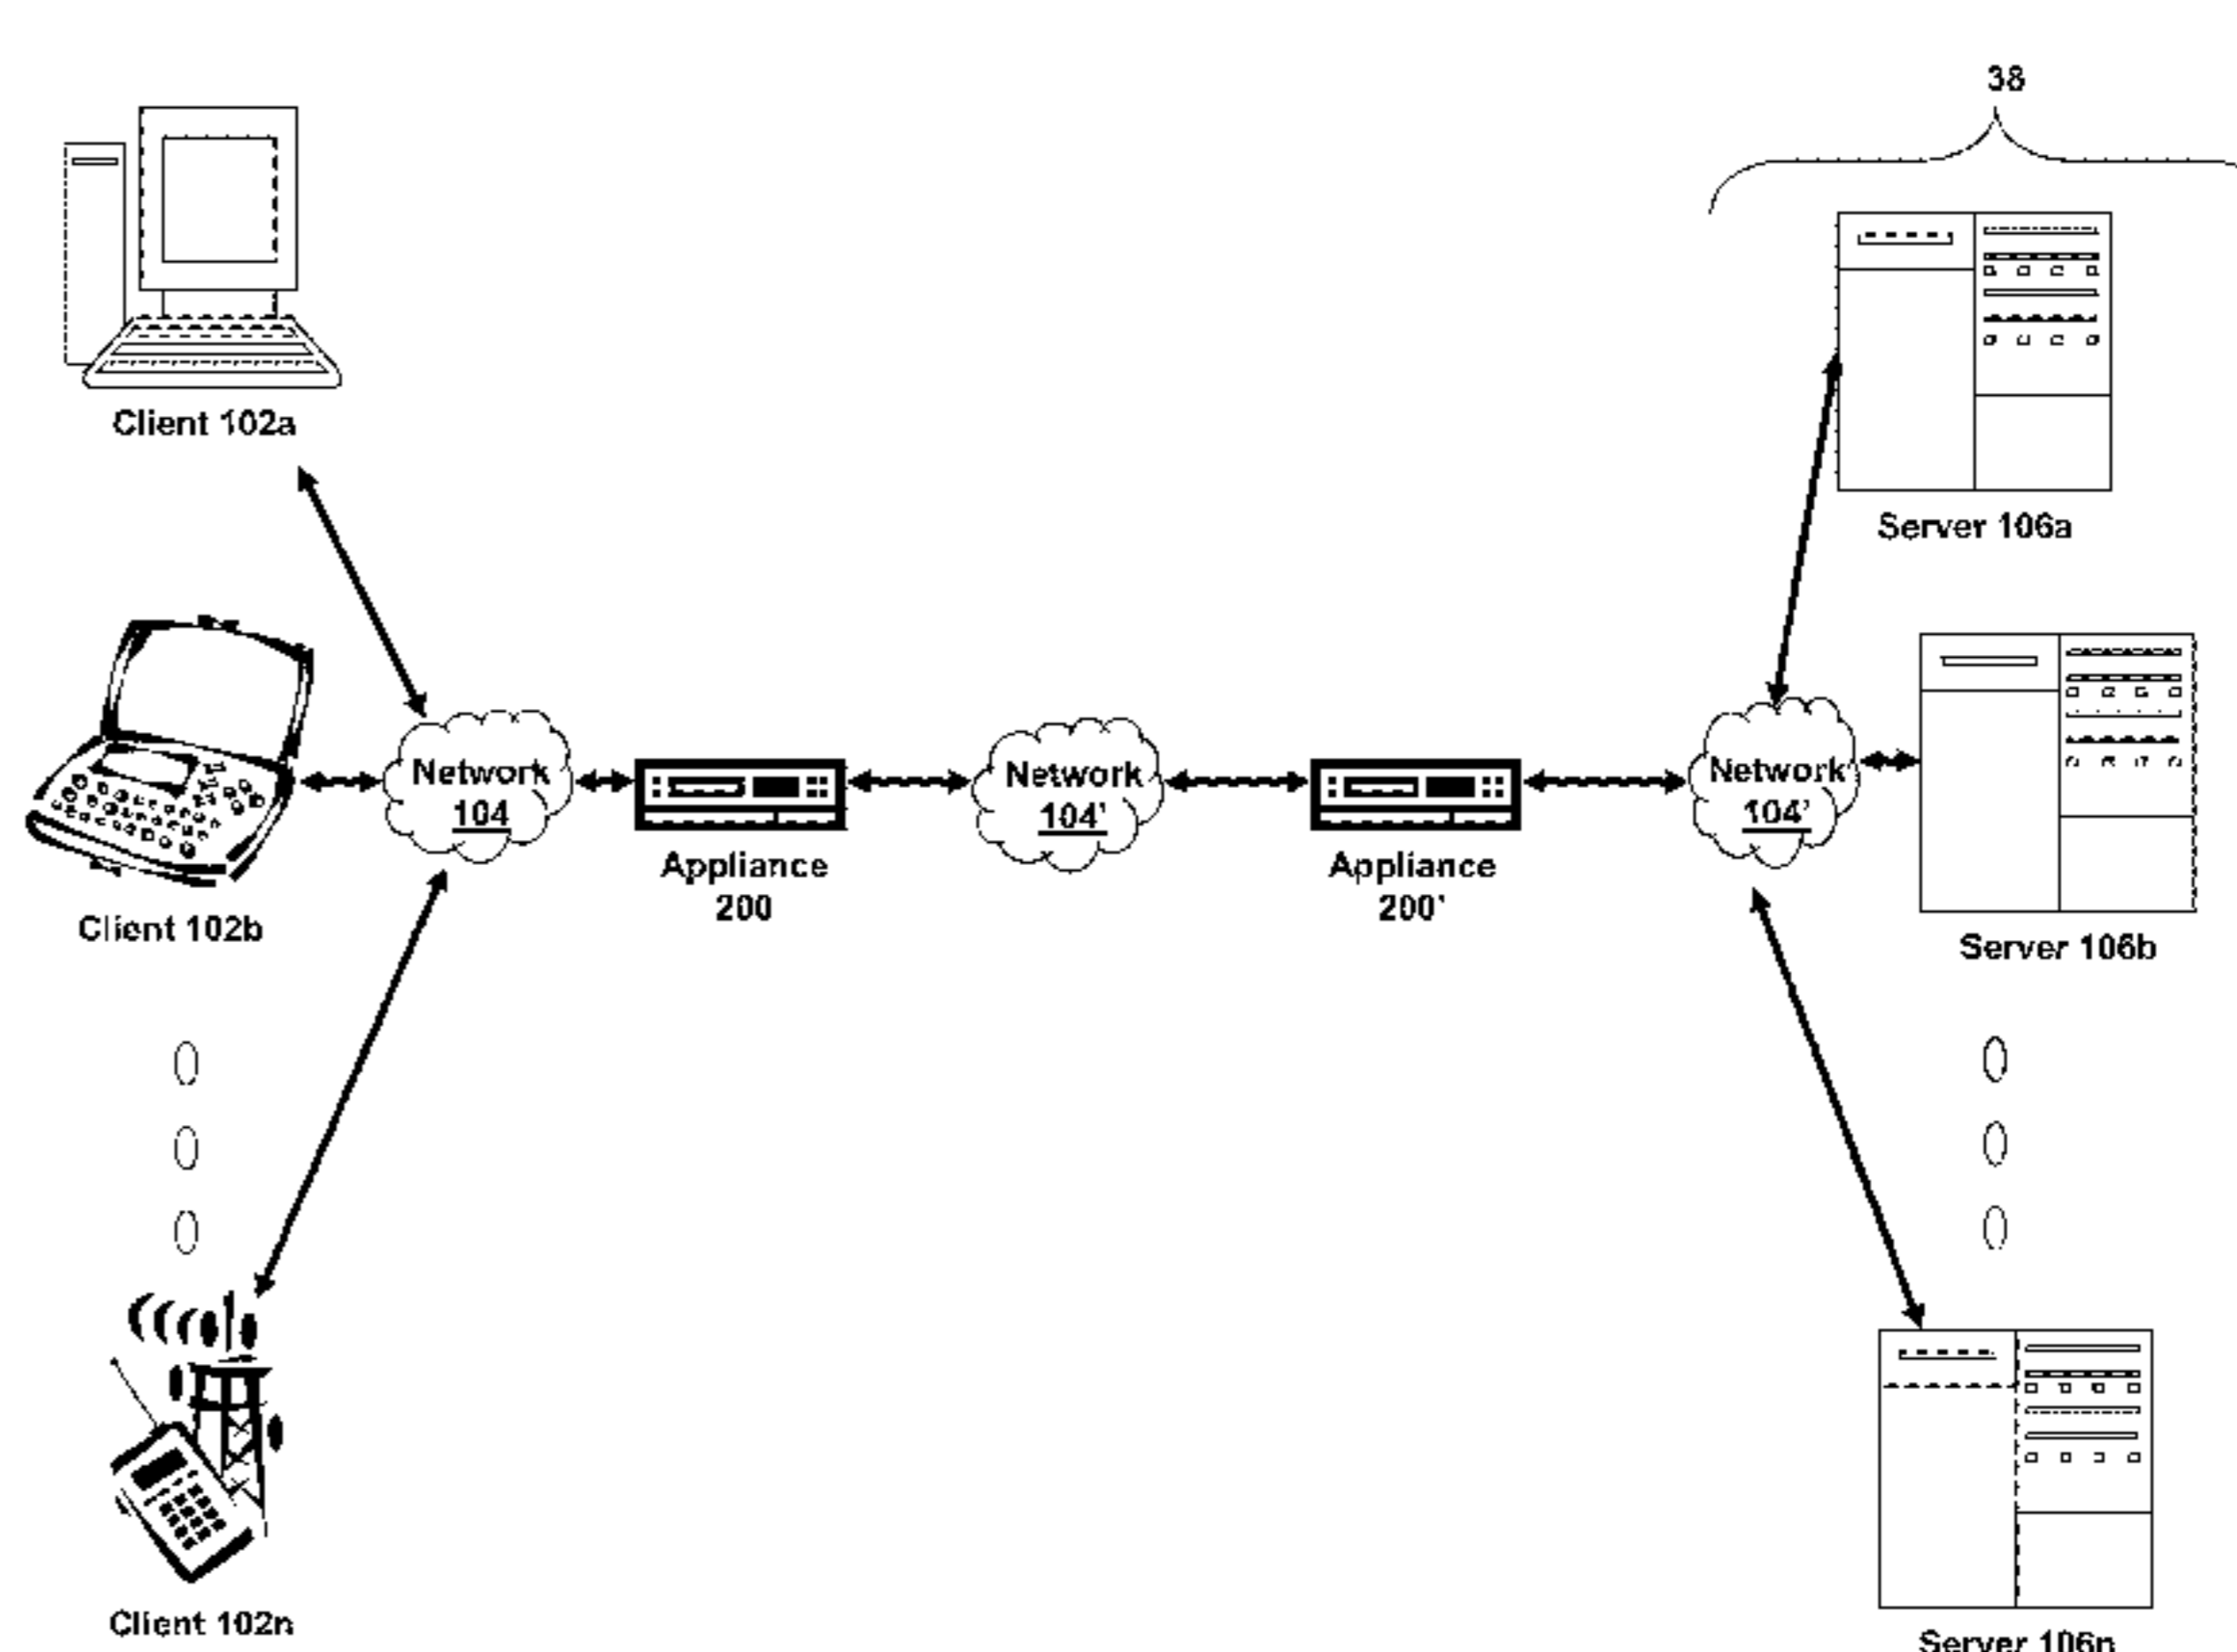 38
Client 102a
Server 106a
Network
104
Network
104'
Network
104'
Appliance
200
Appliance
200'
Client 102b
Server 106b
Client 102n
Server 106n